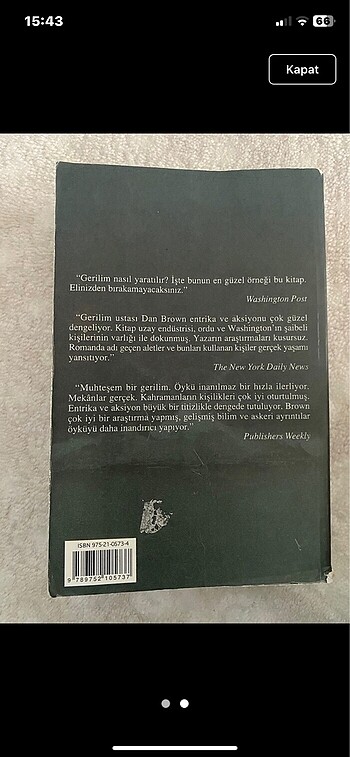 15:43
66
Kapat
“Gerilim nasıl yaratılır? İşte bunun en güzel örneği bu kitap.
Elinizden bırakamayacaksınız.”
Washington Post
“Gerilim ustası Dan Brown entrika ve aksiyonu çok güzel
dengeliyor. Kitap uzay endüstrisi, ordu ve Washington'ın şaibeli
kişilerinin varlığı ile dokunmuş. Yazarın araştırmaları kusursuz.
Romanda adı geçen aletler ve bunları kullanan kişiler gerçek yaşamı
yansıtıyor.”
The New York Daily News
“Muhteşem bir gerilim. Öykü inanılmaz bir hızla ilerliyor.
Mekânlar gerçek. Kahramanların kişilikleri çok iyi oturtulmuş.
Entrika ve aksiyon büyük bir titizlikle dengede tutuluyor. Brown
çok iyi bir araştırma yapmış, gelişmiş bilim ve askeri ayrıntılar
öyküyü daha inandırıcı yapıyor.”
Publishers Weekly
ISBN 975-21-0573-4
9 789752 105737